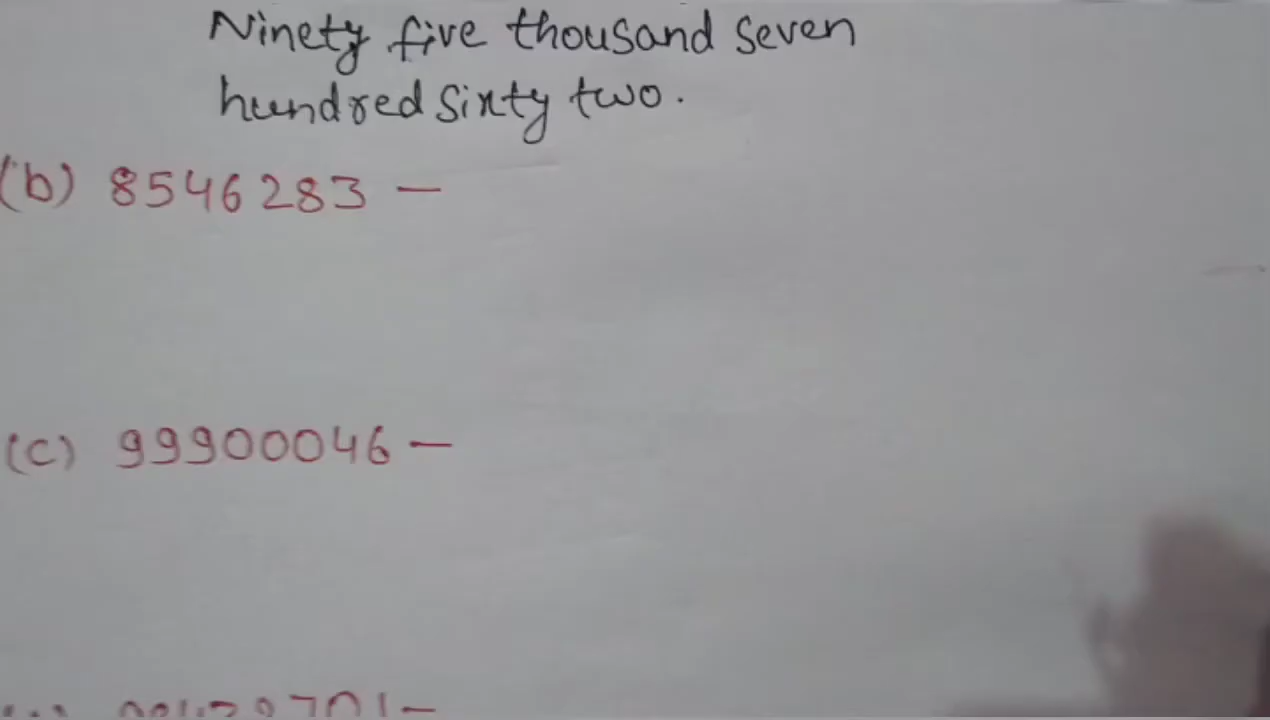 Ninety five thousand seven
hundred sixty two.
(b) 8546283 —
(c) 99900046 —